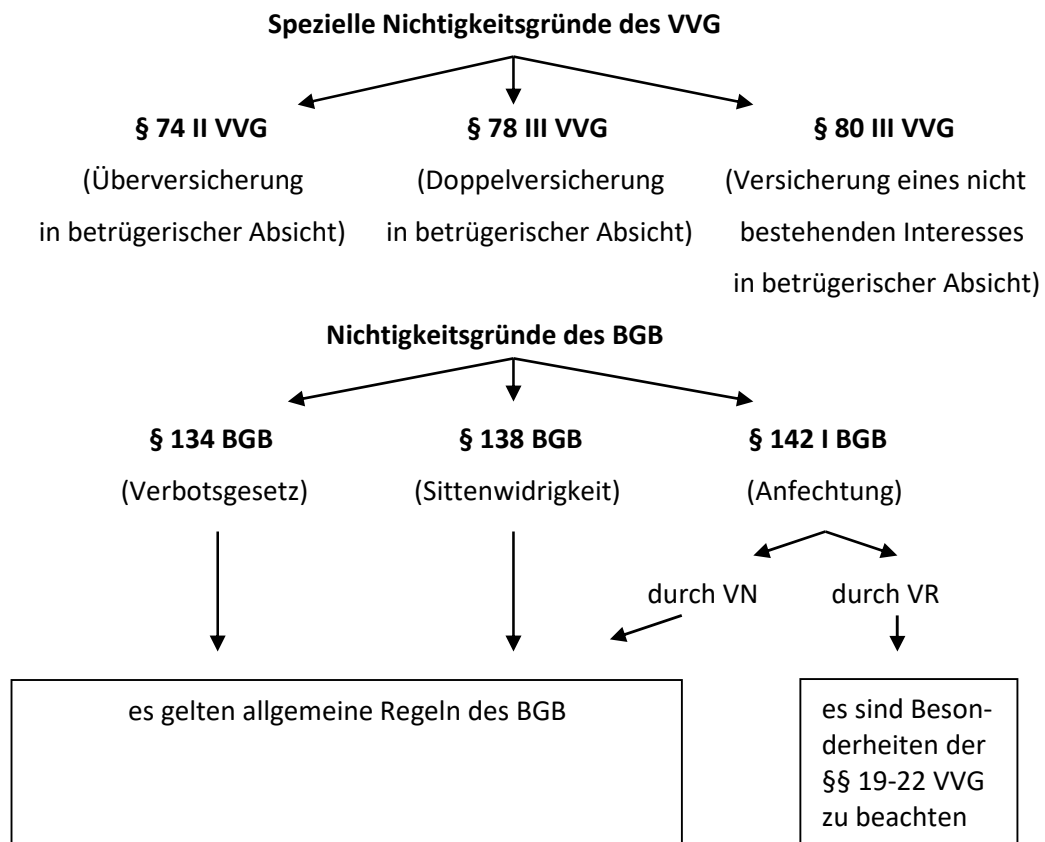 Spezielle Nichtigkeitsgründe des VVG
§ 74 II VVG
(Überversicherung
in betrügerischer Absicht)
§ 78 III VVG
(Doppelversicherung
in betrügerischer Absicht)
§ 80 III VVG
(Versicherung eines nicht
bestehenden Interesses
in betrügerischer Absicht)
Nichtigkeitsgründe des BGB
§ 134 BGB
(Verbotsgesetz)
§ 138 BGB
(Sittenwidrigkeit)
§ 142 I BGB
(Anfechtung)
durch VN
durch VR
es gelten allgemeine Regeln des BGB
es sind Beson-
derheiten der
§§ 19-22 VVG
zu beachten